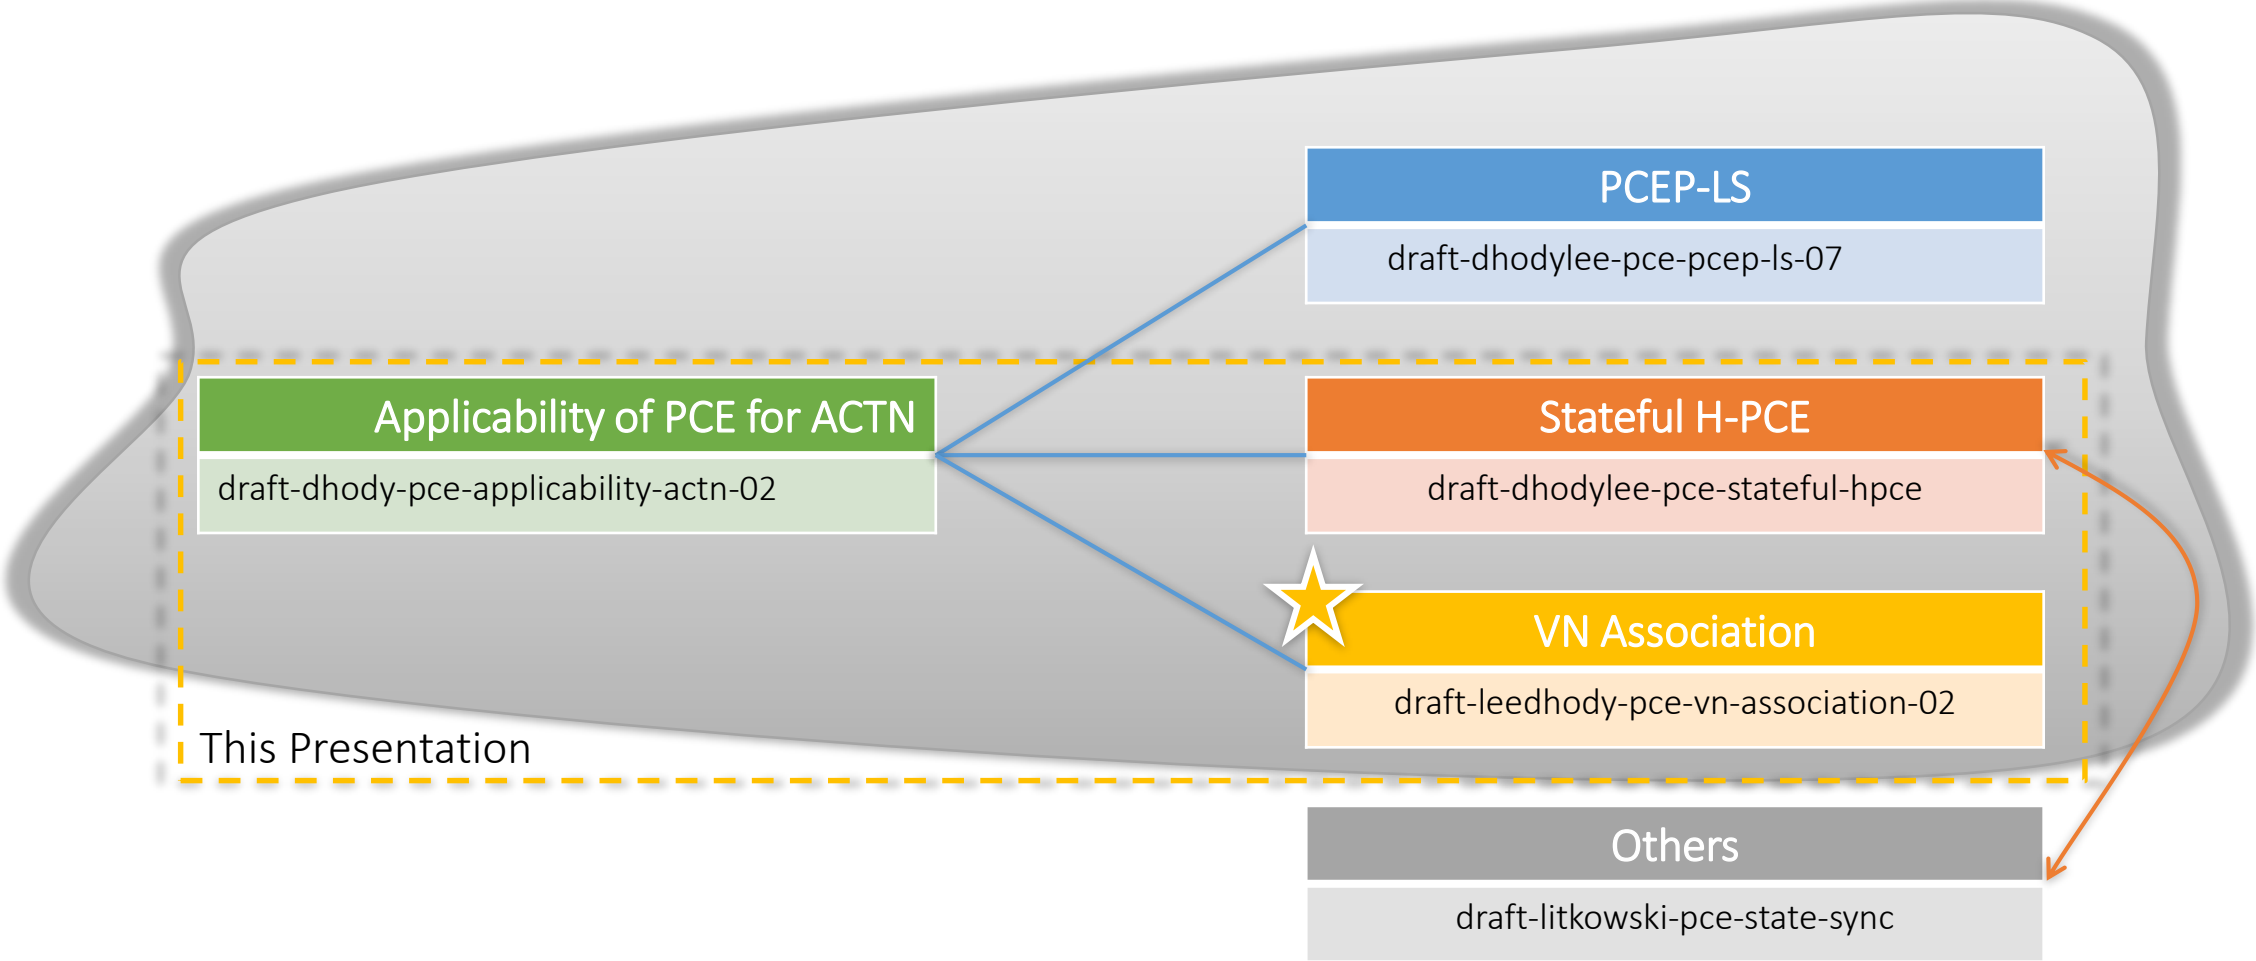 PCEP-LS
draft-dhodylee-pce-pcep-ls-07
Applicability of PCE for ACTN
draft-dhody-pce-applicability-actn-02
Stateful H-PCE
draft-dhodylee-pce-stateful-hpce
VN Association
draft-leedhody-pce-vn-association-02
This Presentation
Others
draft-litkowski-pce-state-sync